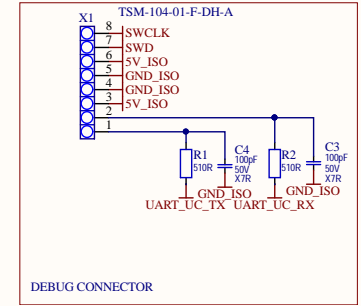 TSM-104-01-F-DH-A
X1
8 SWCLK
7 SWD
6 5V_ISO
5 GND_ISO
4 GND_ISO
3 5V_ISO
2
1
R1 510R
C4 100pF 50V X7R
R2 510R
C3 100pF 50V X7R
GND_ISO GND_ISO
UART_UC_TX UART_UC_RX
DEBUG CONNECTOR